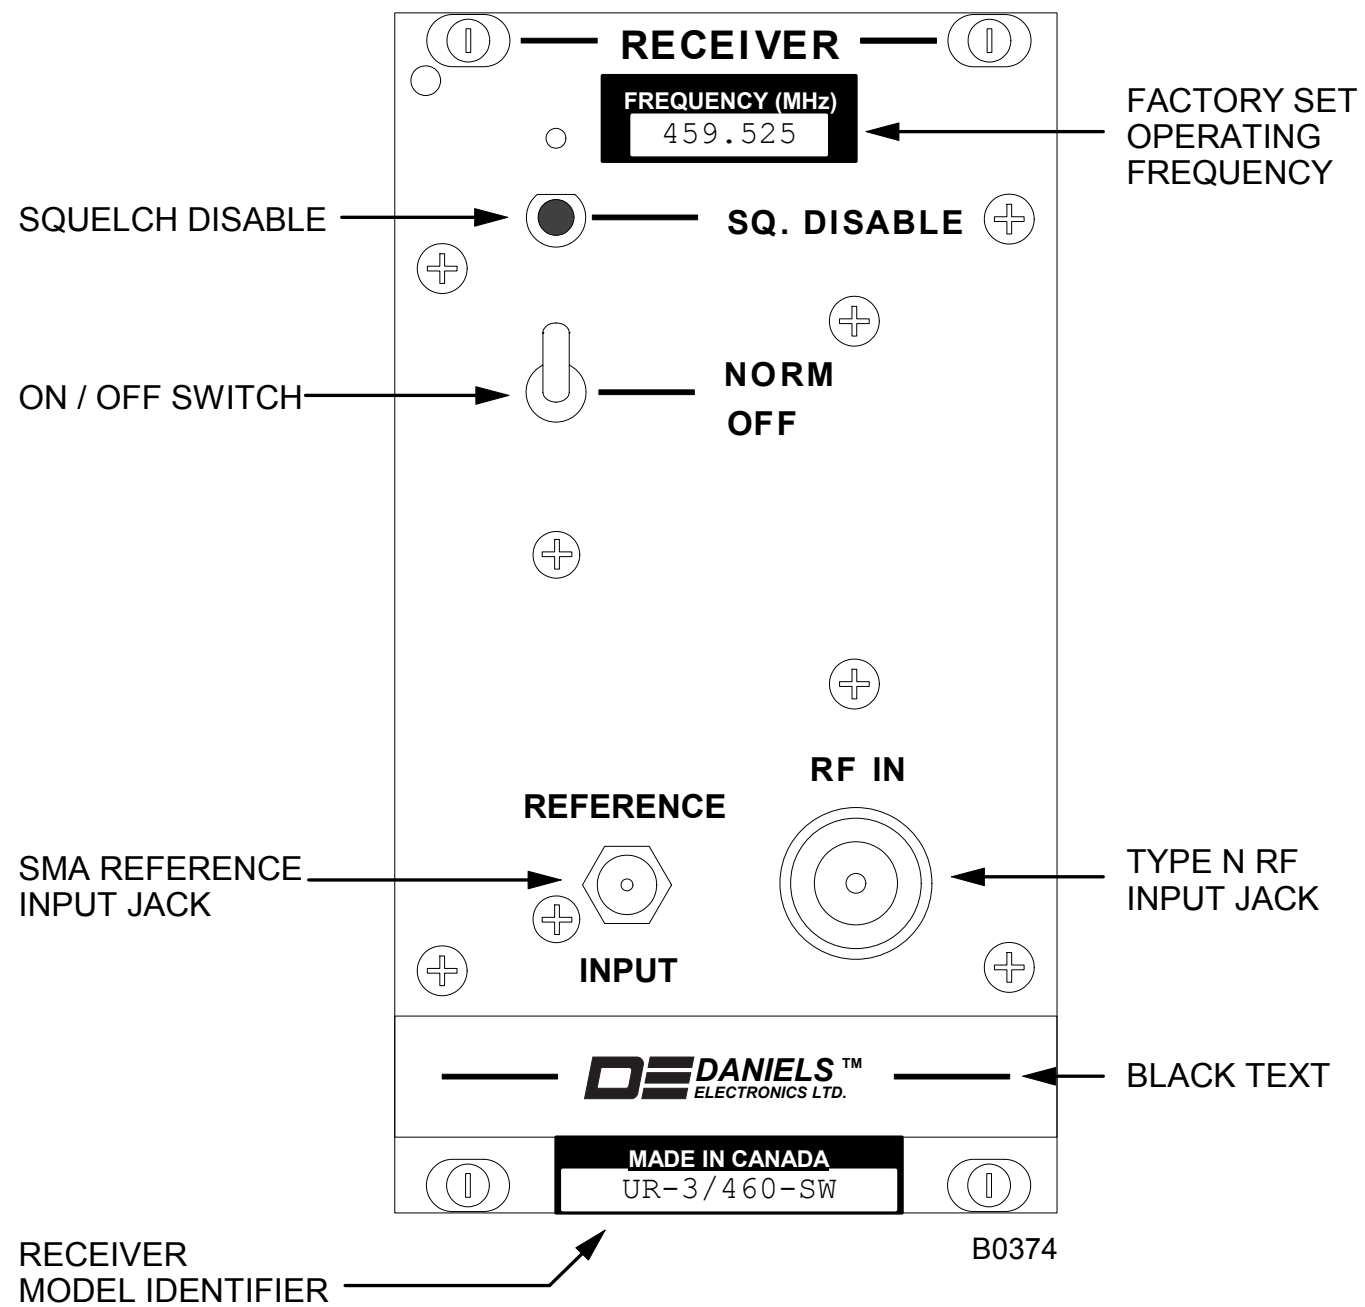 RECEIVER
FREQUENCY (MHz)
459.525
FACTORY SET
OPERATING
FREQUENCY
SQUELCH DISABLE
SQ. DISABLE
ON / OFF SWITCH
NORM
OFF
RF IN
REFERENCE
SMA REFERENCE
INPUT JACK
TYPE N RF
INPUT JACK
INPUT
DE DANIELS ™
ELECTRONICS LTD.
BLACK TEXT
MADE IN CANADA
UR-3/460-SW
B0374
RECEIVER
MODEL IDENTIFIER